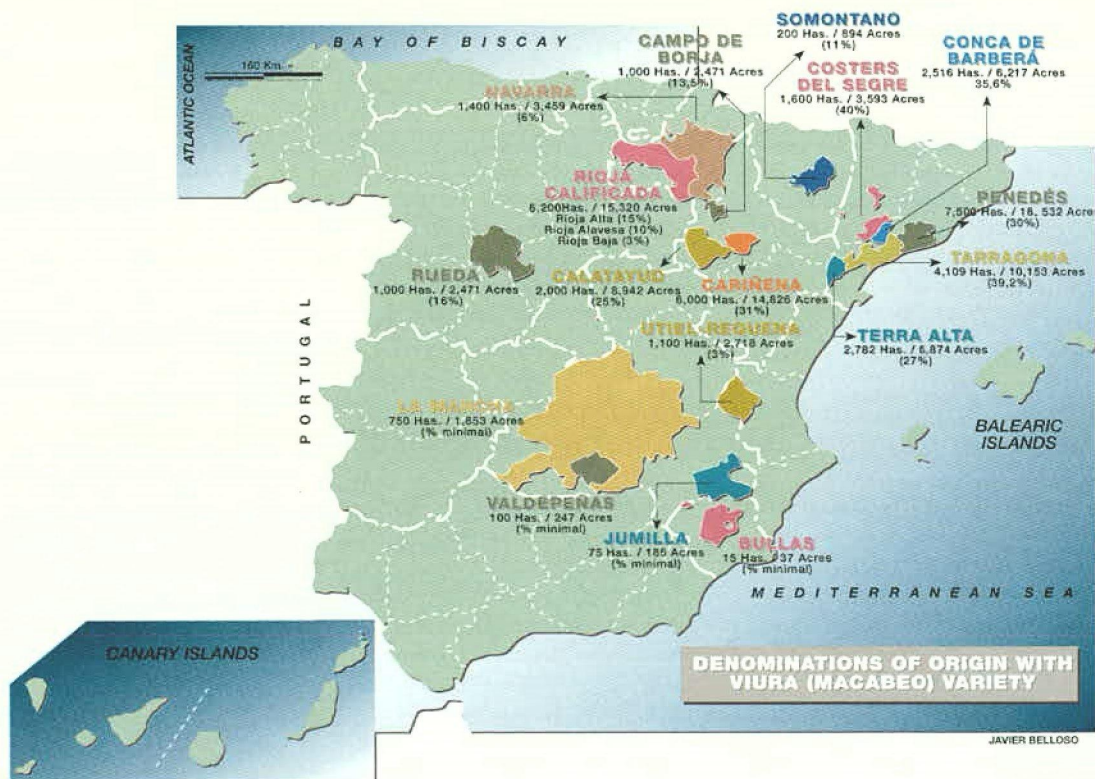 SOMONTANO
200 Has. / 894 Acres
(11%)
BAY OF BISCAY
CAMPO DE
BORJA
1,000 Has. / 2,471 Acres
(13,5%)
CONCA DE
BARBERÁ
2,516 Has. / 6,217 Acres
35,6%
COSTERS
DEL SEGRE
1,600 Has. / 3,593 Acres
(40%)
ATLANTIC OCEAN
160 Km.
NAVARRA
1,400 Has. / 3,459 Acres
(6%)
RIOJA
CALIFICADA
6,200Has. / 15,320 Acres
Rioja Alta (15%)
Rioja Alavesa (10%)
Rioja Baja (3%)
PENEDÉS
7,500 Has. / 18, 532 Acres
(30%)
RUEDA
1,000 Has. / 2,471 Acres
(16%)
CALATAYUD
2,000 Has. / 8,942 Acres
(25%)
CARIÑENA
6,000 Has. / 14,826 Acres
(31%)
TARRAGONA
4,109 Has. / 10,153 Acres
(39,2%)
UTIEL-REQUENA
1,100 Has. / 2,718 Acres
(3%)
TERRA ALTA
2,782 Has. / 6,874 Acres
(27%)
PORTUGAL
LA MANCHA
750 Has. / 1,853 Acres
(% minimal)
BALEARIC
ISLANDS
VALDEPEÑAS
100 Has. / 247 Acres
(% minimal)
JUMILLA
75 Has. / 185 Acres
(% minimal)
BULLAS
15 Has. / 37 Acres
(% minimal)
MEDITERRANEAN SEA
CANARY ISLANDS
DENOMINATIONS OF ORIGIN WITH
VIURA (MACABEO) VARIETY
JAVIER BELLOSO